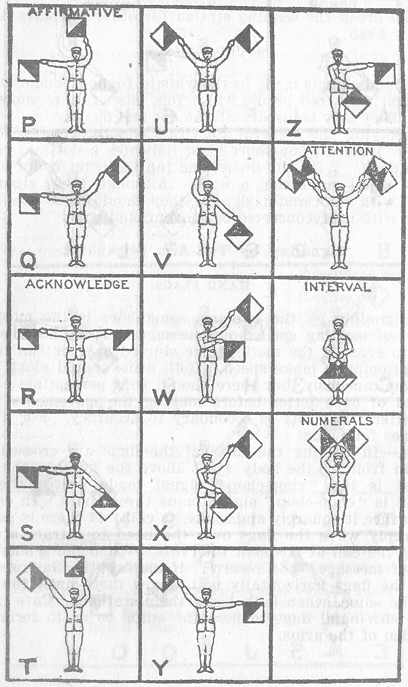 AFFIRMATIVE
P
U
Z
ATTENTION
Q
V
ACKNOWLEDGE
INTERVAL
R
W
NUMERALS
S
X
T
Y